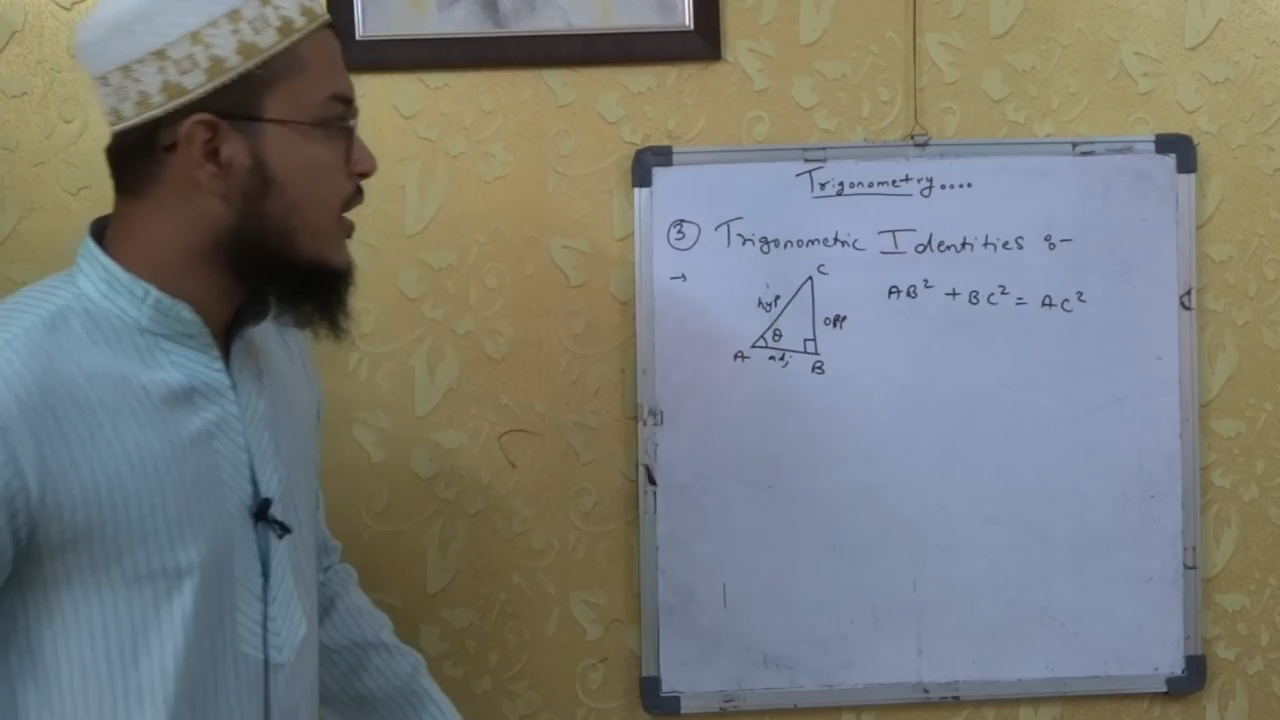 Trigonometry....
③ Trigonometric Identities :-
→
C
AB² + BC² = AC²
hyp
opp
θ
A adj B